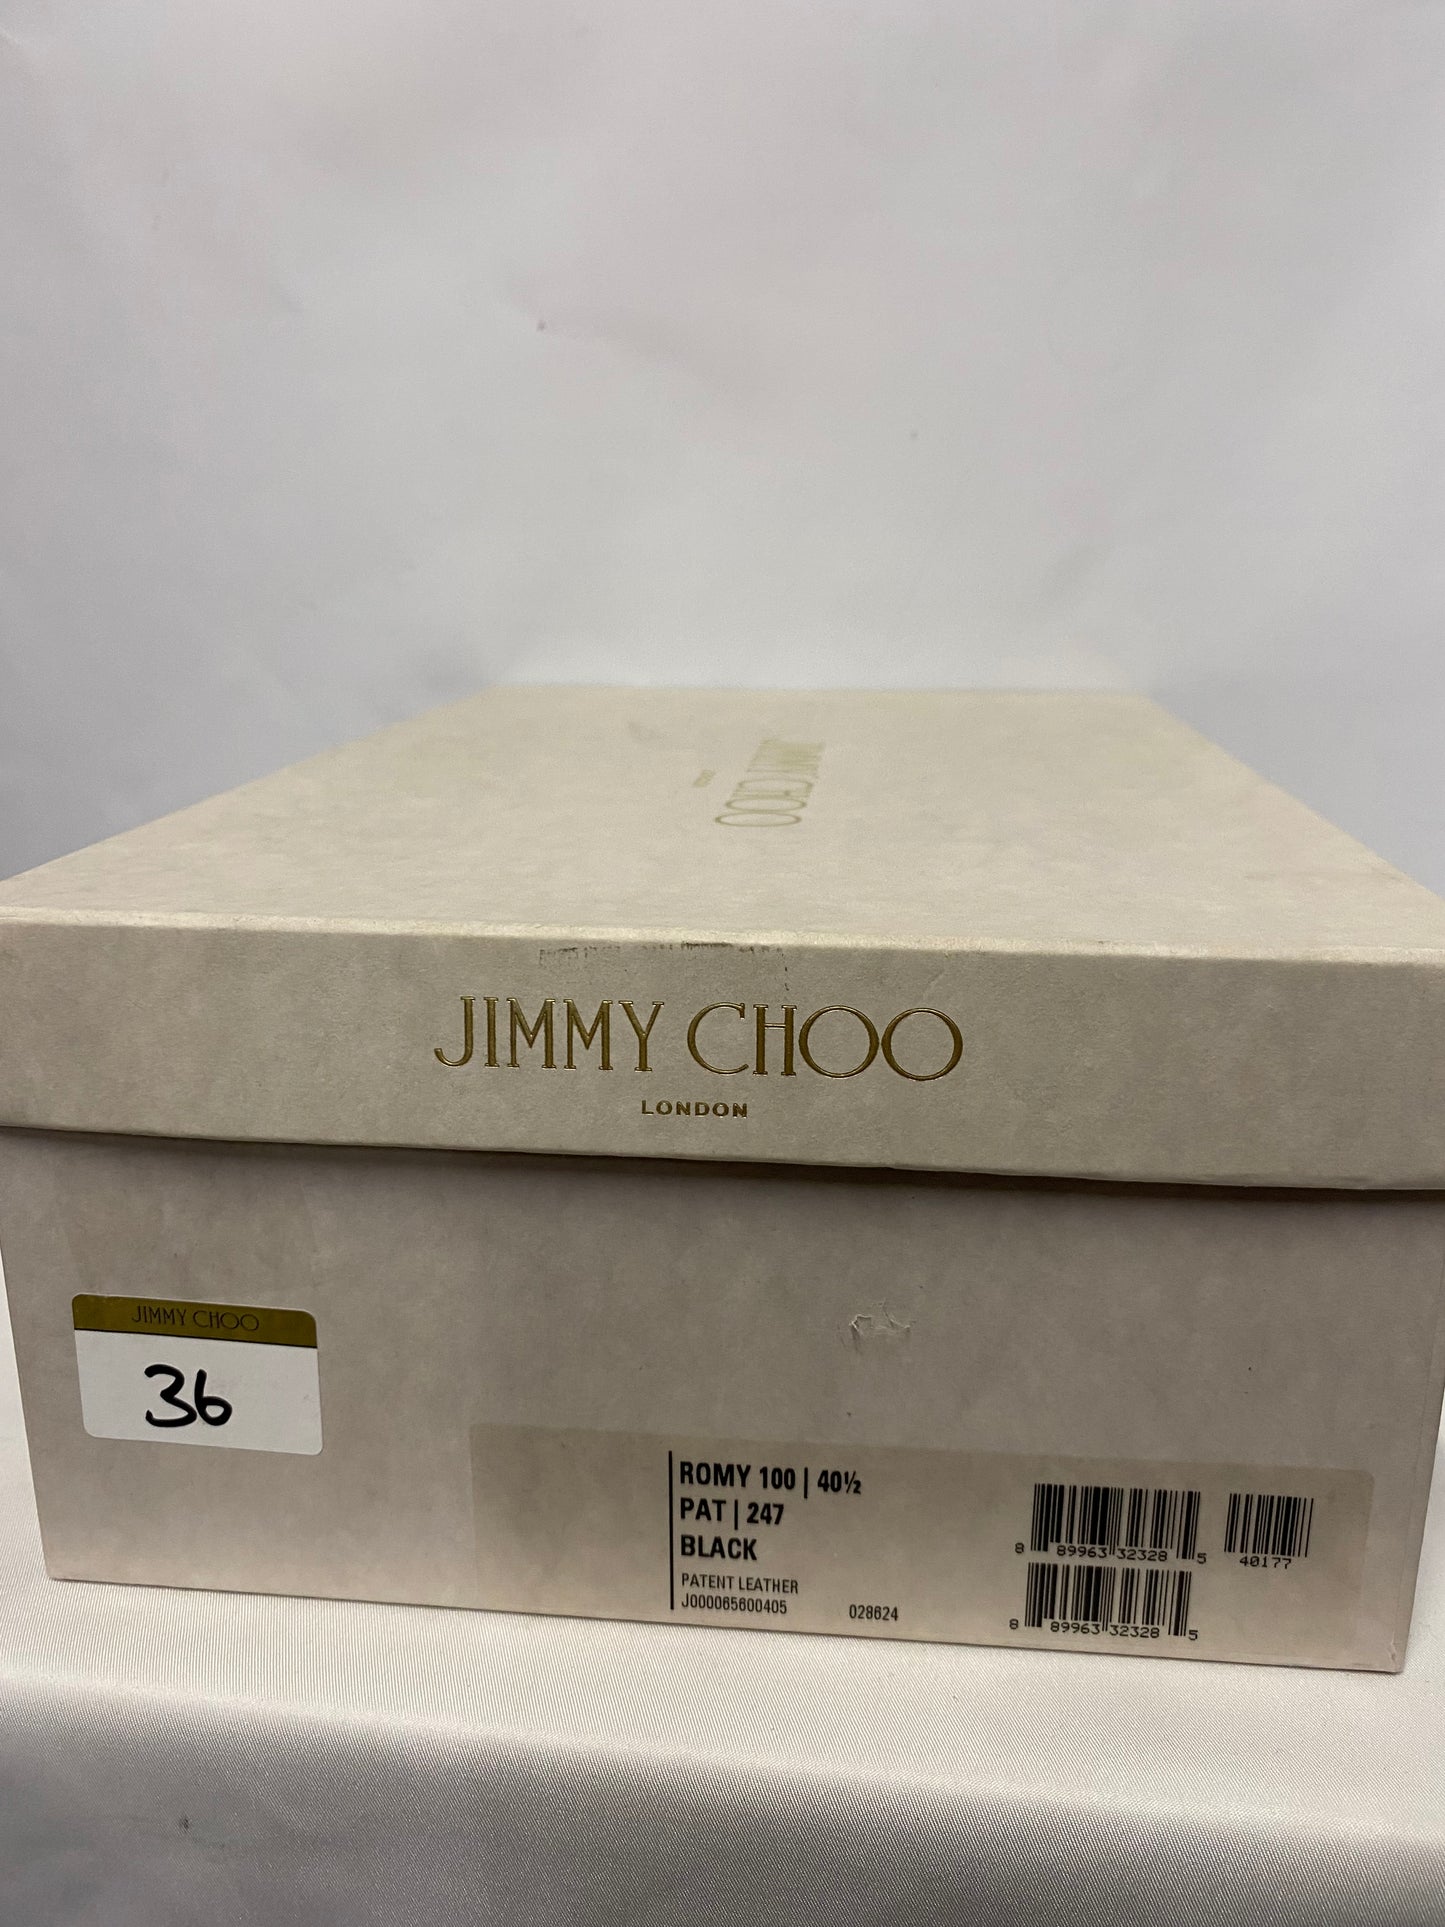 JIMMY CHOO
JIMMY CHOO
LONDON
JIMMY CHOO
36
ROMY 100 | 40½
PAT | 247
BLACK
PATENT LEATHER
J000065600405 028624
8 89963 32328 5
40177
8 89963 32328 5